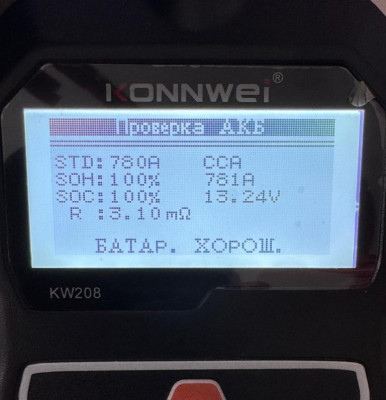 KONNWEI®
Проверка АКБ
STD: 780A CCA
SOH: 100% 781A
SOC: 100% 13.24V
R :3.10mΩ
БАТАР. ХОРОШ.
KW208